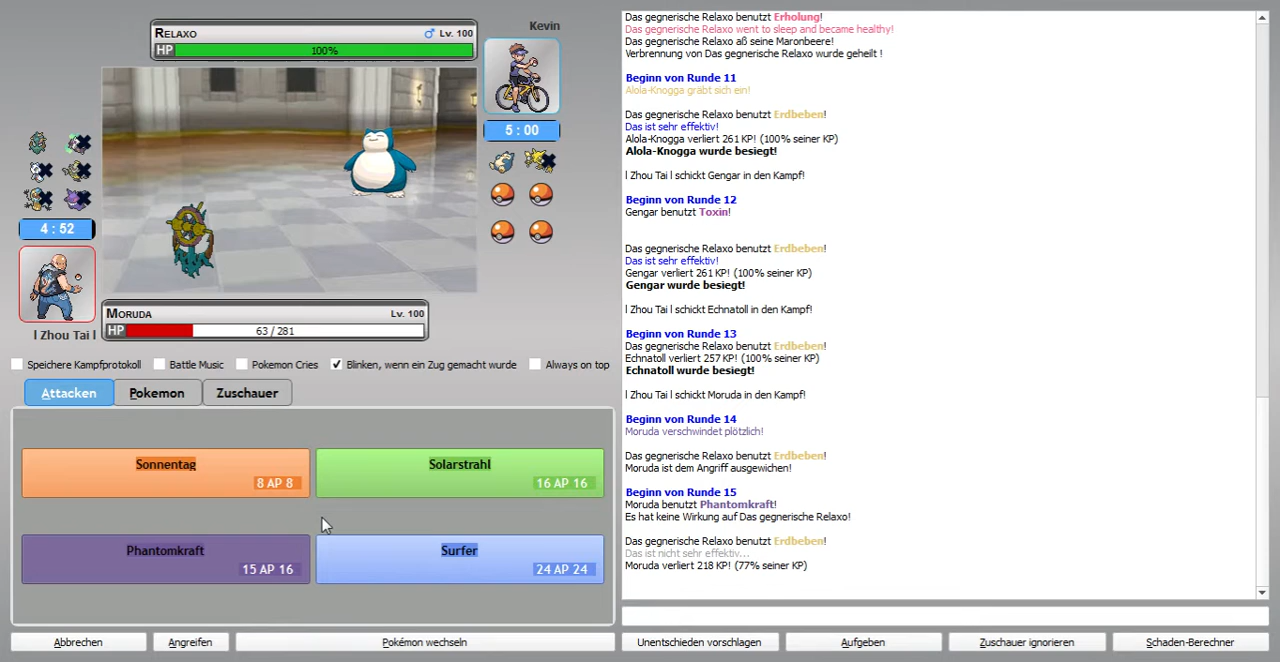 RELAXO ♂ Lv. 100
HP 100%
Kevin
5 : 00
4 : 52
l Zhou Tai l
MORUDA Lv. 100
HP 63 / 281
Speichere Kampfprotokoll Battle Music Pokemon Cries Blinken, wenn ein Zug gemacht wurde Always on top
Attacken Pokemon Zuschauer
Sonnentag
8 AP 8
Solarstrahl
16 AP 16
Phantomkraft
15 AP 16
Surfer
24 AP 24
Abbrechen Angreifen Pokémon wechseln
Das gegnerische Relaxo benutzt Erholung!
Das gegnerische Relaxo went to sleep and became healthy!
Das gegnerische Relaxo aß seine Maronbeere!
Verbrennung von Das gegnerische Relaxo wurde geheilt !
Beginn von Runde 11
Alola-Knogga gräbt sich ein!
Das gegnerische Relaxo benutzt Erdbeben!
Das ist sehr effektiv!
Alola-Knogga verliert 261 KP! (100% seiner KP)
Alola-Knogga wurde besiegt!
l Zhou Tai l schickt Gengar in den Kampf!
Beginn von Runde 12
Gengar benutzt Toxin!
Das gegnerische Relaxo benutzt Erdbeben!
Das ist sehr effektiv!
Gengar verliert 261 KP! (100% seiner KP)
Gengar wurde besiegt!
l Zhou Tai l schickt Echnatoll in den Kampf!
Beginn von Runde 13
Das gegnerische Relaxo benutzt Erdbeben!
Echnatoll verliert 257 KP! (100% seiner KP)
Echnatoll wurde besiegt!
l Zhou Tai l schickt Moruda in den Kampf!
Beginn von Runde 14
Moruda verschwindet plötzlich!
Das gegnerische Relaxo benutzt Erdbeben!
Moruda ist dem Angriff ausgewichen!
Beginn von Runde 15
Moruda benutzt Phantomkraft!
Es hat keine Wirkung auf Das gegnerische Relaxo!
Das gegnerische Relaxo benutzt Erdbeben!
Das ist nicht sehr effektiv...
Moruda verliert 218 KP! (77% seiner KP)
Unentschieden vorschlagen Aufgeben Zuschauer ignorieren Schaden-Berechner